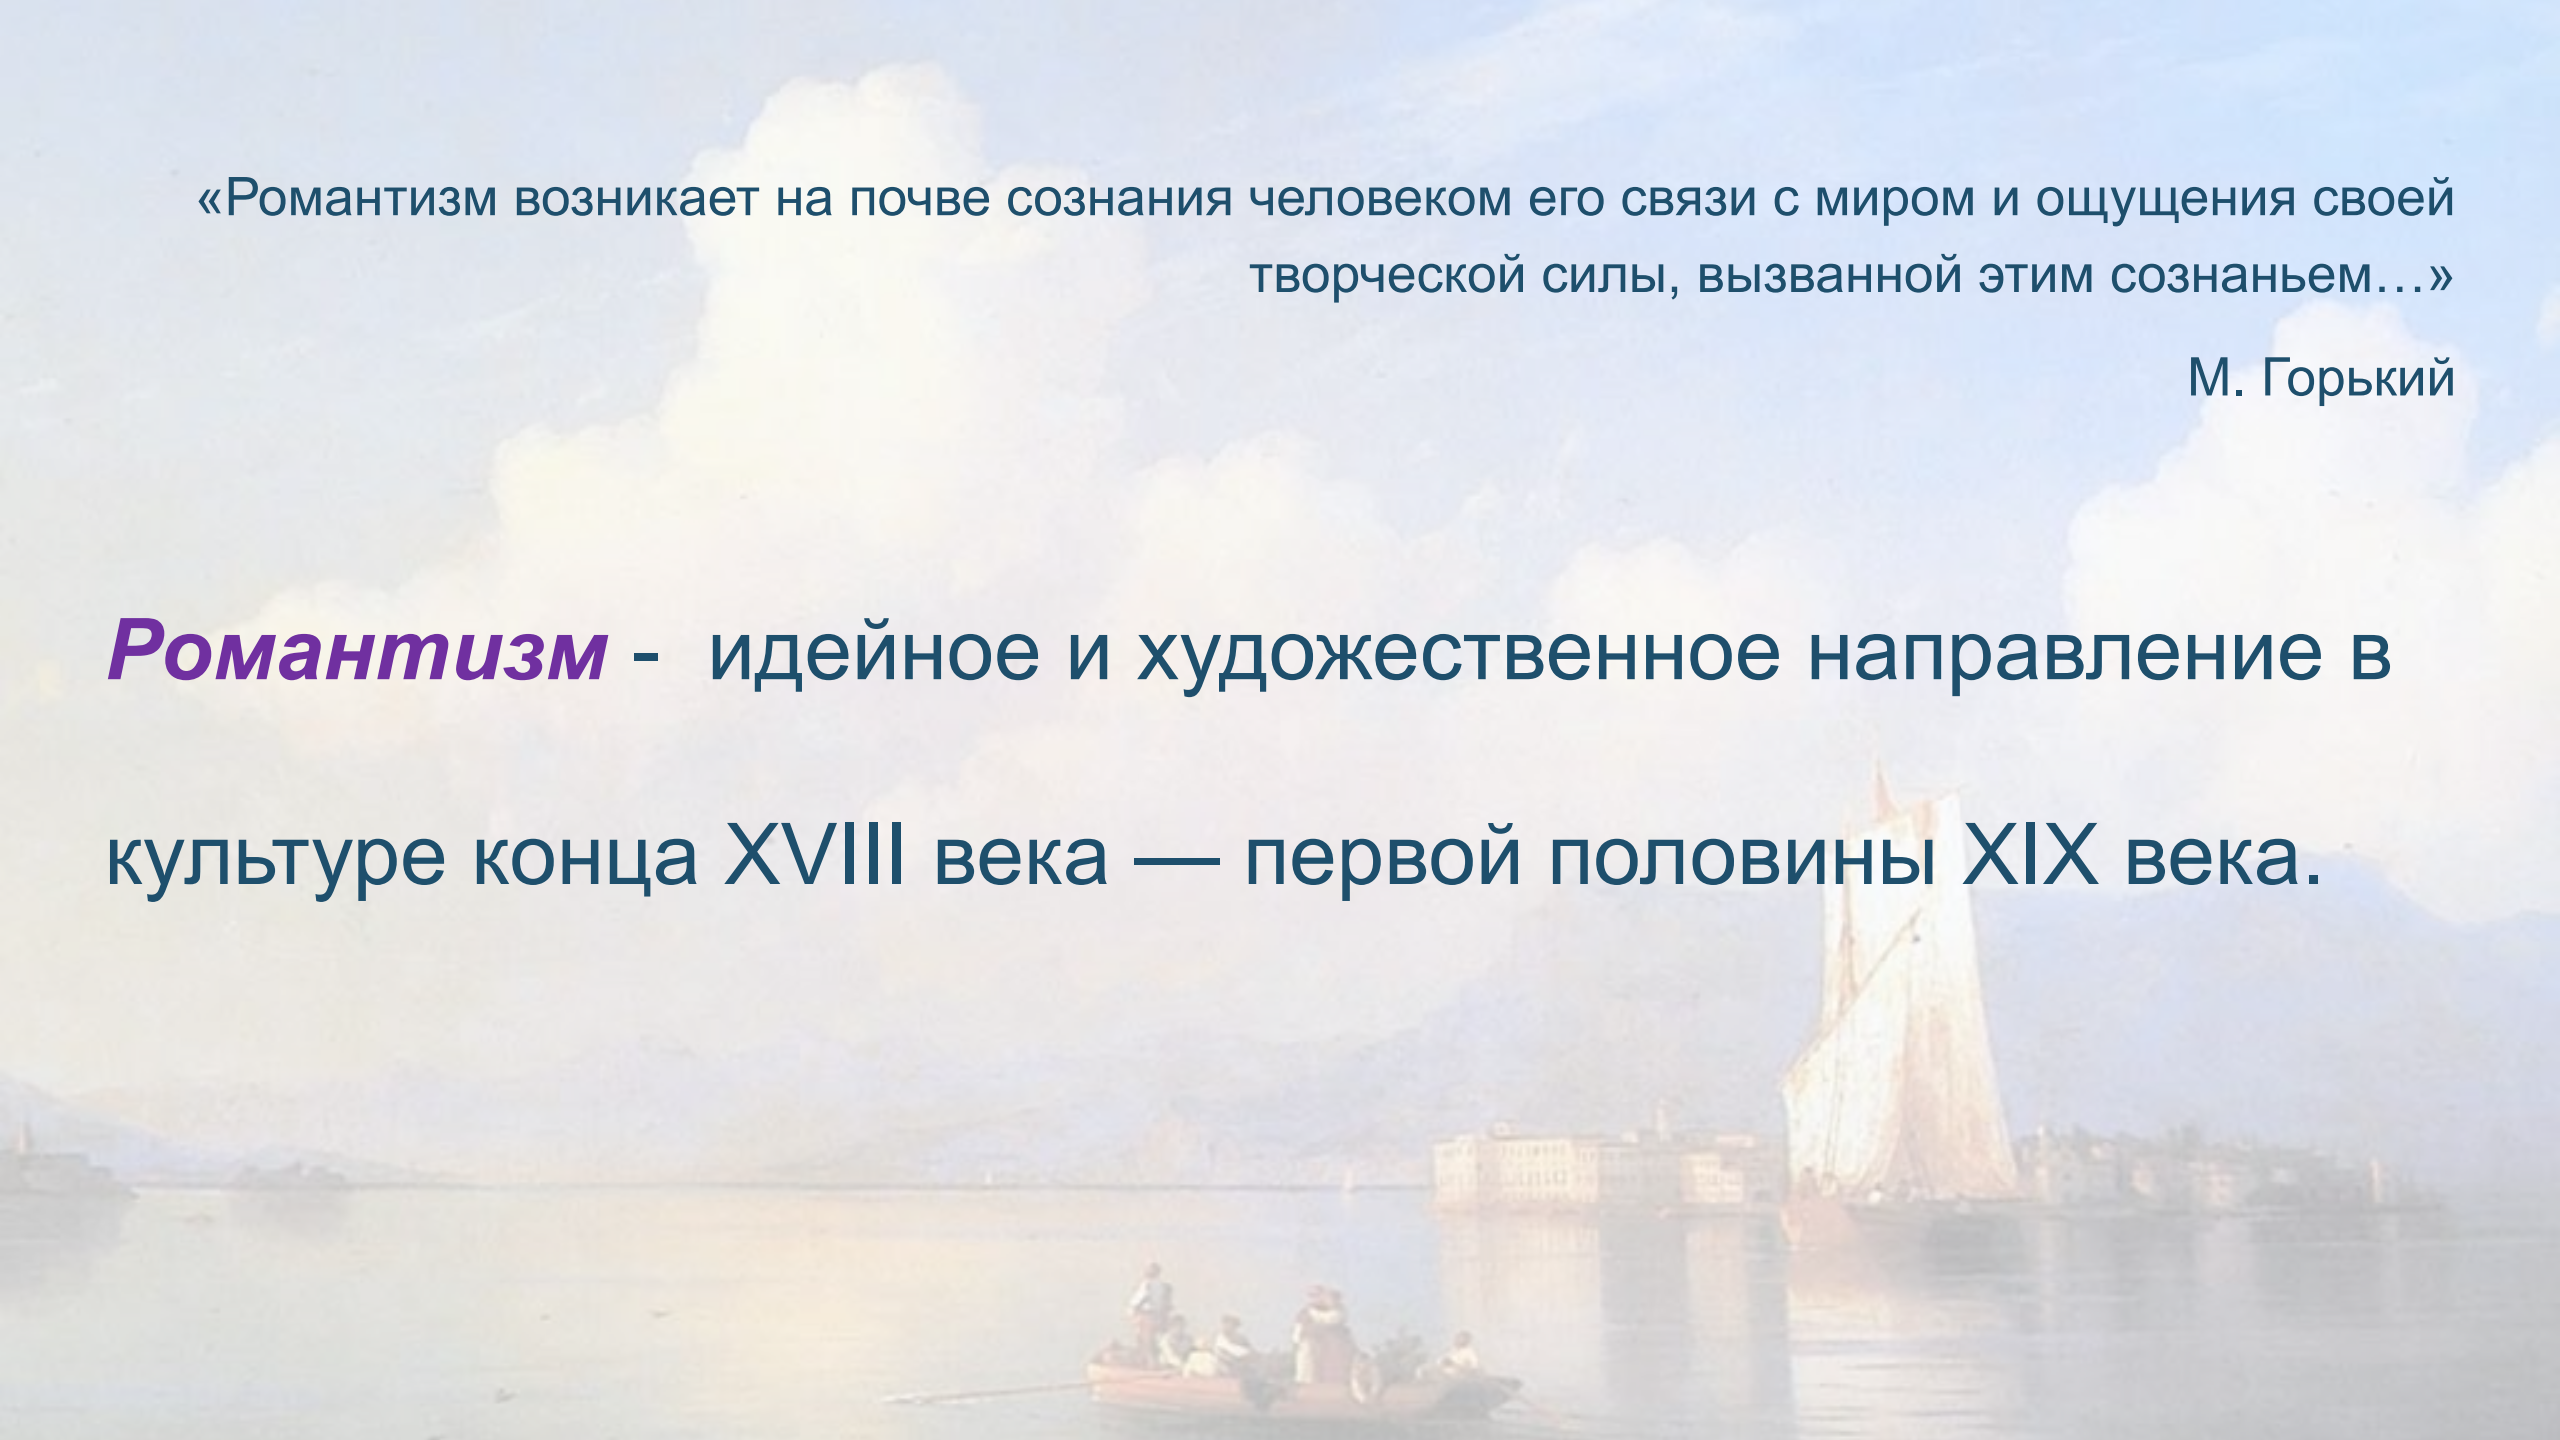 «Романтизм возникает на почве сознания человеком его связи с миром и ощущения своей
творческой силы, вызванной этим сознаньем…»
М. Горький
Романтизм -  идейное и художественное направление в
культуре конца XVIII века — первой половины XIX века.